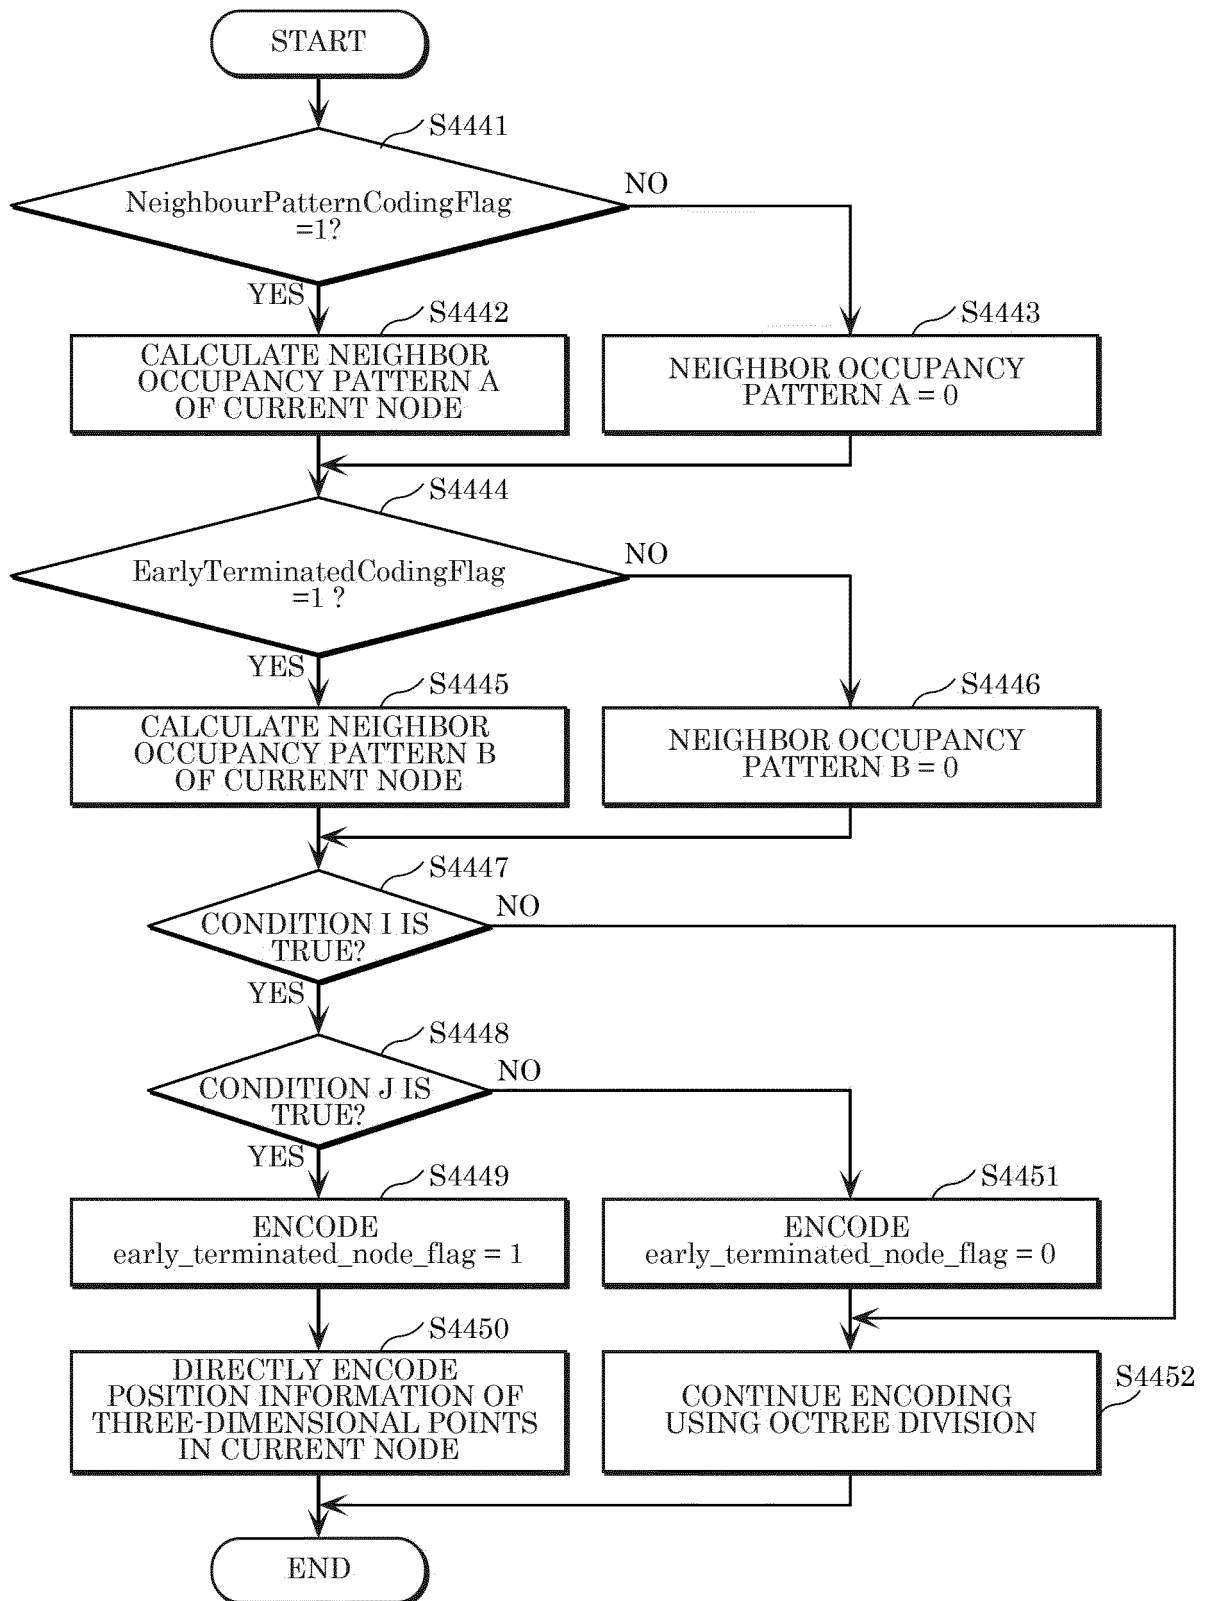 START
S4441
NeighbourPatternCodingFlag
=1?
NO
YES
S4442
CALCULATE NEIGHBOR
OCCUPANCY PATTERN A
OF CURRENT NODE
S4443
NEIGHBOR OCCUPANCY
PATTERN A = 0
S4444
EarlyTerminatedCodingFlag
=1 ?
NO
YES
S4445
CALCULATE NEIGHBOR
OCCUPANCY PATTERN B
OF CURRENT NODE
S4446
NEIGHBOR OCCUPANCY
PATTERN B = 0
S4447
CONDITION I IS
TRUE?
NO
YES
S4448
CONDITION J IS
TRUE?
NO
YES
S4449
ENCODE
early_terminated_node_flag = 1
S4451
ENCODE
early_terminated_node_flag = 0
S4450
DIRECTLY ENCODE
POSITION INFORMATION OF
THREE-DIMENSIONAL POINTS
IN CURRENT NODE
S4452
CONTINUE ENCODING
USING OCTREE DIVISION
END